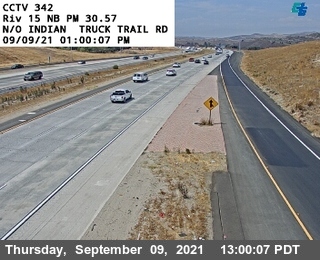 CCTV 342
Riv 15 NB PM 30.57
N/O INDIAN TRUCK TRAIL RD
09/09/21 01:00:07 PM
Thursday, September 09, 2021 13:00:07 PDT